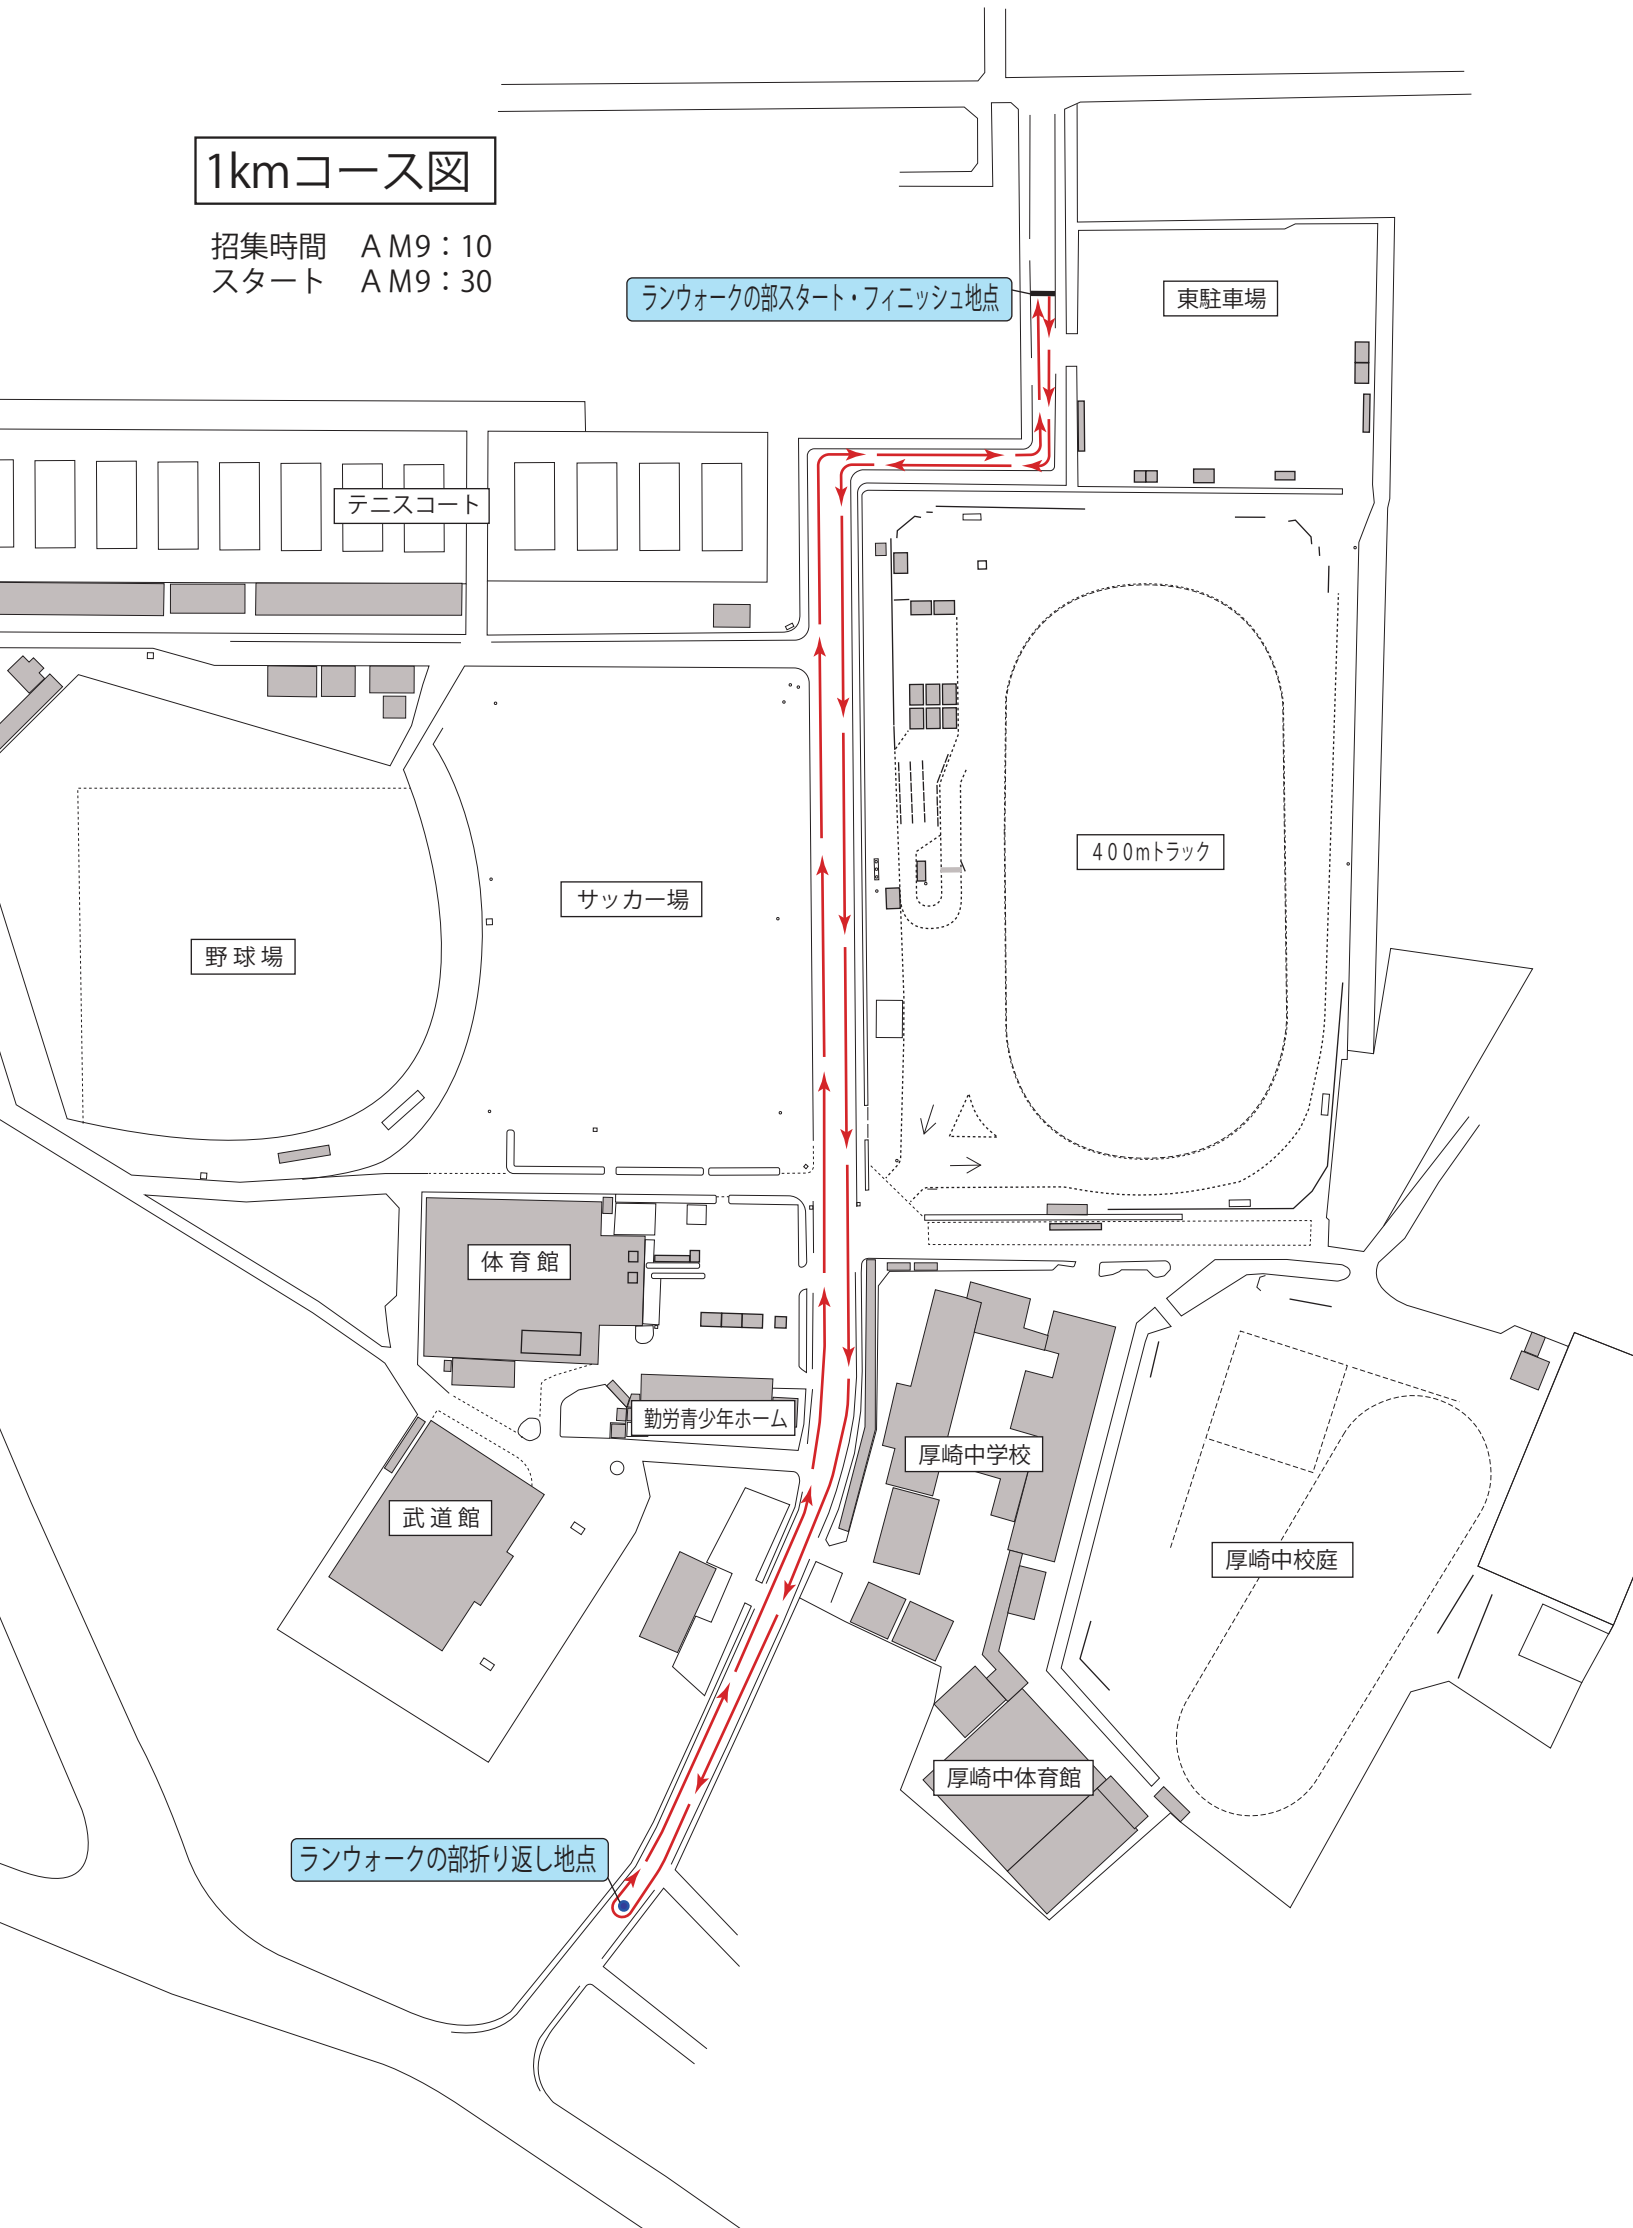 1kmコース図
招集時間　ＡＭ9：10
スタート　ＡＭ9：30
ランウォークの部スタート・フィニッシュ地点
東駐車場
テニスコート
４００ｍトラック
サッカー場
野球場
体育館
勤労青少年ホーム
厚崎中学校
武道館
厚崎中校庭
厚崎中体育館
ランウォークの部折り返し地点